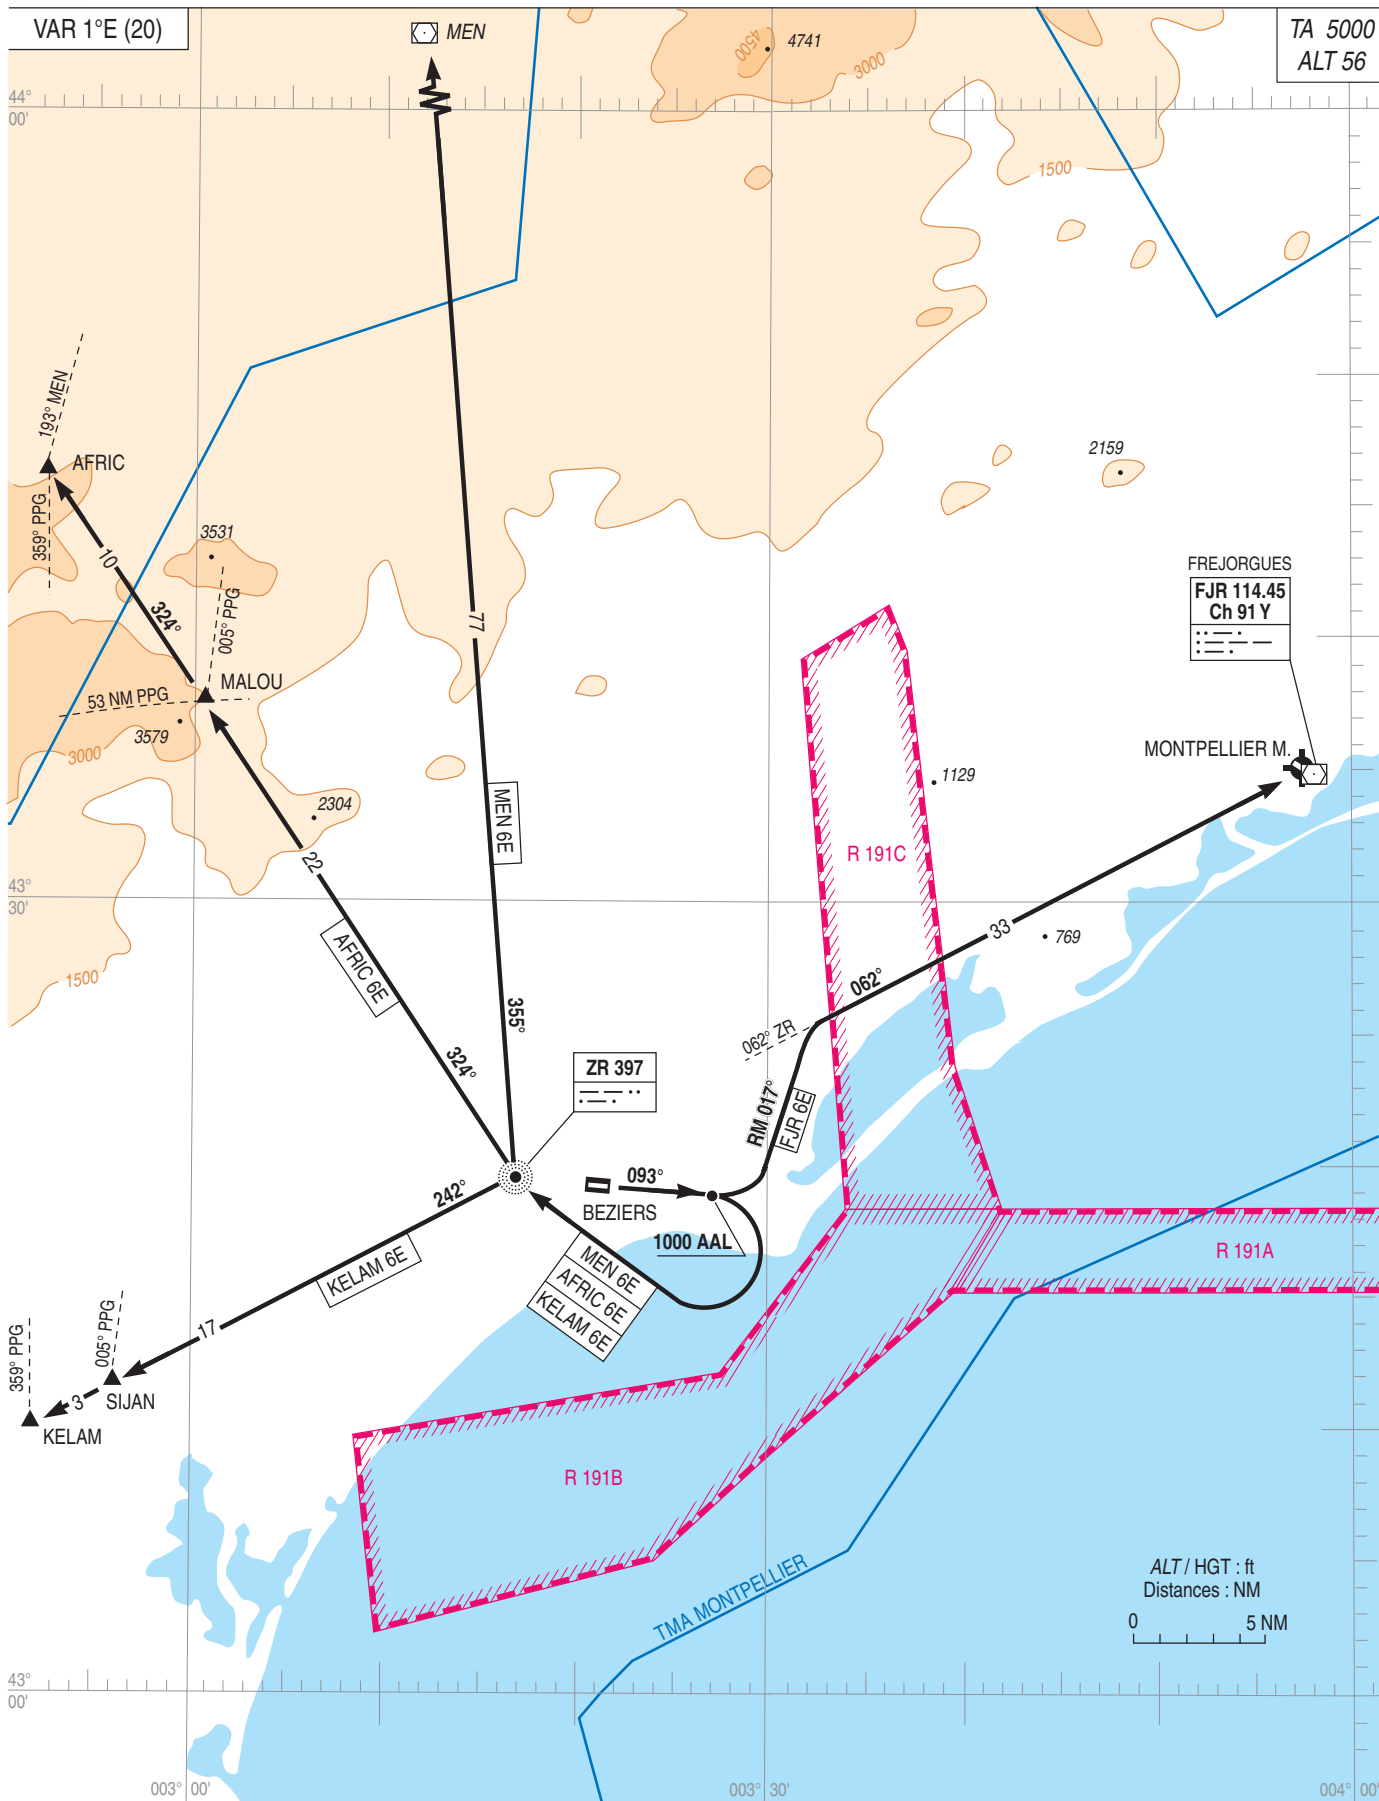 VAR 1°E (20)
MEN
4500
4741
3000
TA 5000
ALT 56
44°
00'
1500
193° MEN
AFRIC
359° PPG
10
324°
3531
005° PPG
MALOU
53 NM PPG
3579
3000
2304
22
77
MEN 6E
2159
FREJORGUES
FJR 114.45
Ch 91 Y
MONTPELLIER M.
1129
R 191C
43°
30'
1500
AFRIC 6E
324°
355°
33
769
062°
062° ZR
ZR 397
RM 017°
FJR 6E
093°
BEZIERS
1000 AAL
242°
KELAM 6E
MEN 6E
AFRIC 6E
KELAM 6E
R 191A
17
005° PPG
359° PPG
3
SIJAN
KELAM
R 191B
TMA MONTPELLIER
ALT / HGT : ft
Distances : NM
0 5 NM
43°
00'
003° 00'
003° 30'
004° 00'